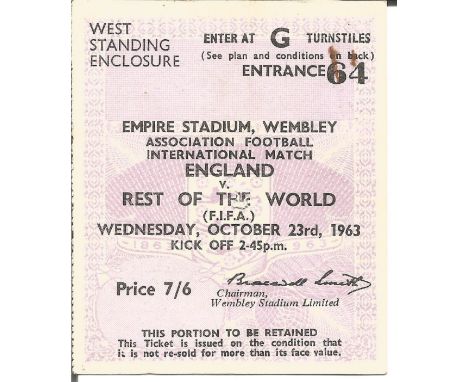 WEST
STANDING
ENCLOSURE
ENTER AT G TURNSTILES
(See plan and conditions on back)
ENTRANCE 64
EMPIRE STADIUM, WEMBLEY
ASSOCIATION FOOTBALL
INTERNATIONAL MATCH
ENGLAND
v.
REST OF THE WORLD
(F.I.F.A.)
WEDNESDAY, OCTOBER 23rd, 1963
KICK OFF 2-45p.m.
Price 7/6
Chairman,
Wembley Stadium Limited
THIS PORTION TO BE RETAINED
This Ticket is issued on the condition that
it is not re-sold for more than its face value.